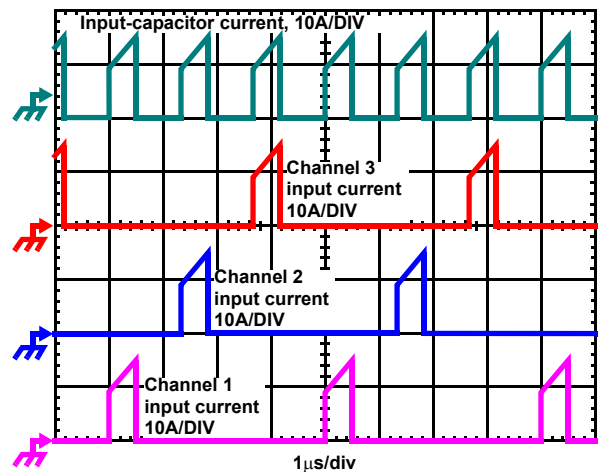 Input-capacitor current, 10A/DIV
Channel 3
input current
10A/DIV
Channel 2
input current
10A/DIV
Channel 1
input current
10A/DIV
1μs/div